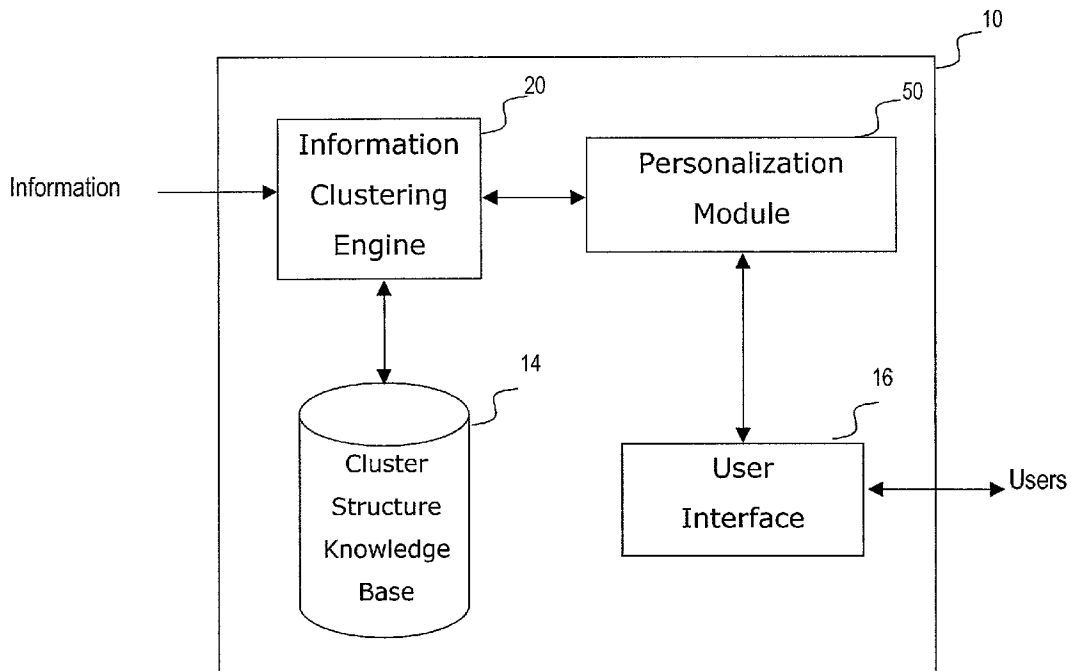 10
20
50
Information
Clustering
Engine
Personalization
Module
Information
14
16
Cluster
Structure
Knowledge
Base
User
Interface
Users